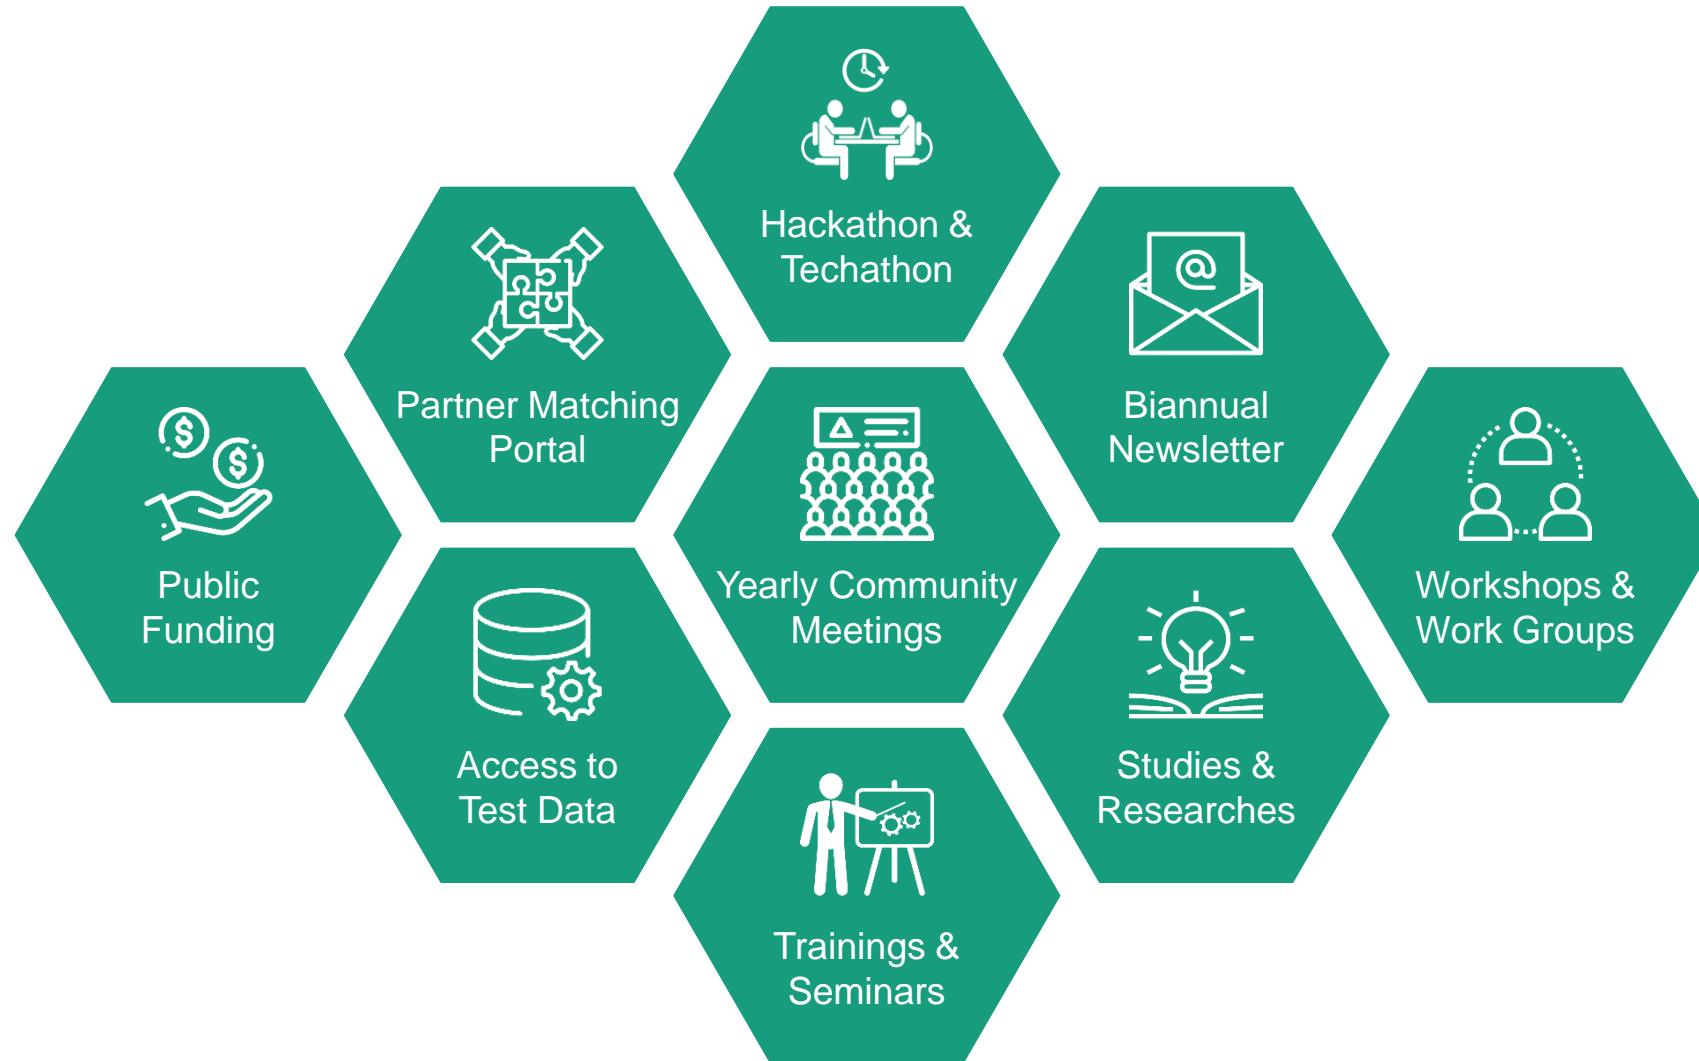 Hackathon &
Techathon
Partner Matching
Portal
Biannual
Newsletter
Public
Funding
Yearly Community
Meetings
Workshops &
Work Groups
Access to
Test Data
Studies &
Researches
Trainings &
Seminars